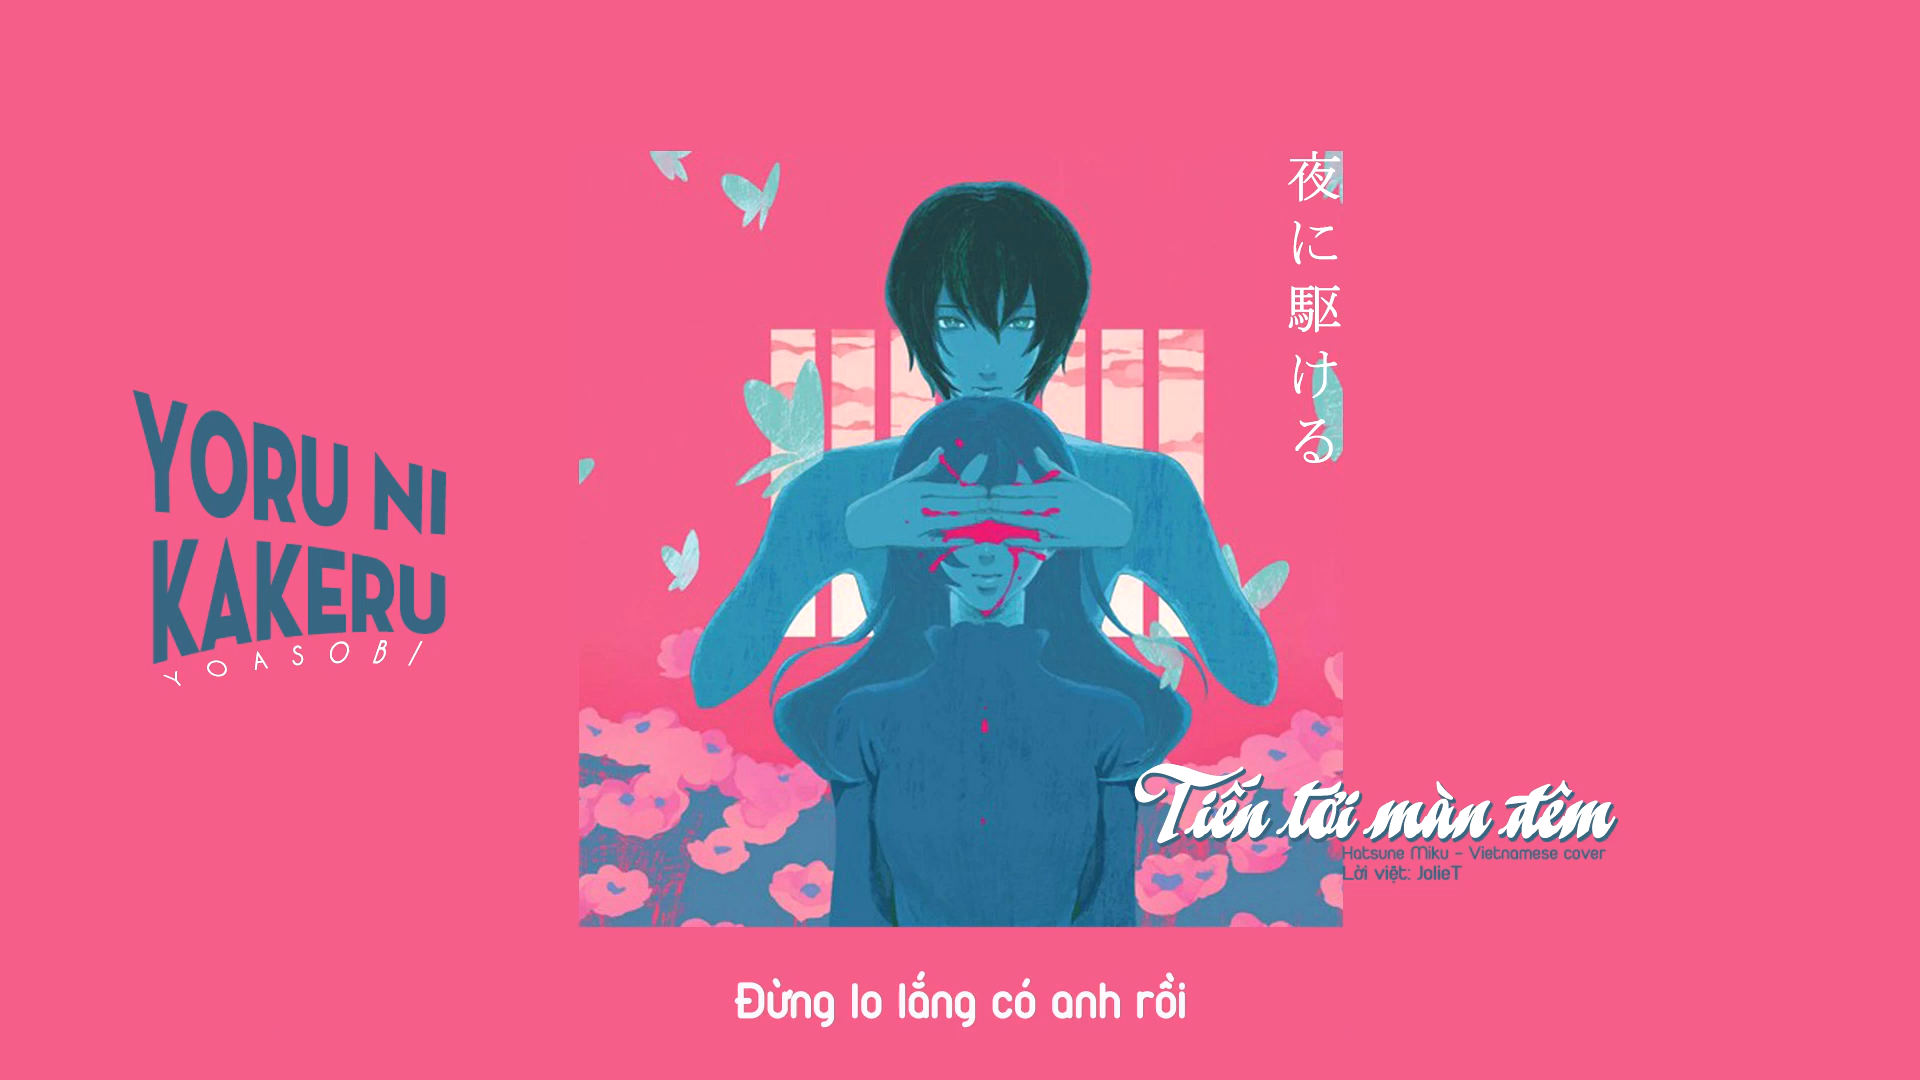 夜に駆ける
YORU NI
KAKERU
YOASOBI
Tiến tới màn đêm
Hatsune Miku - Vietnamese cover
Lời việt: JolieT
Đừng lo lắng có anh rồi